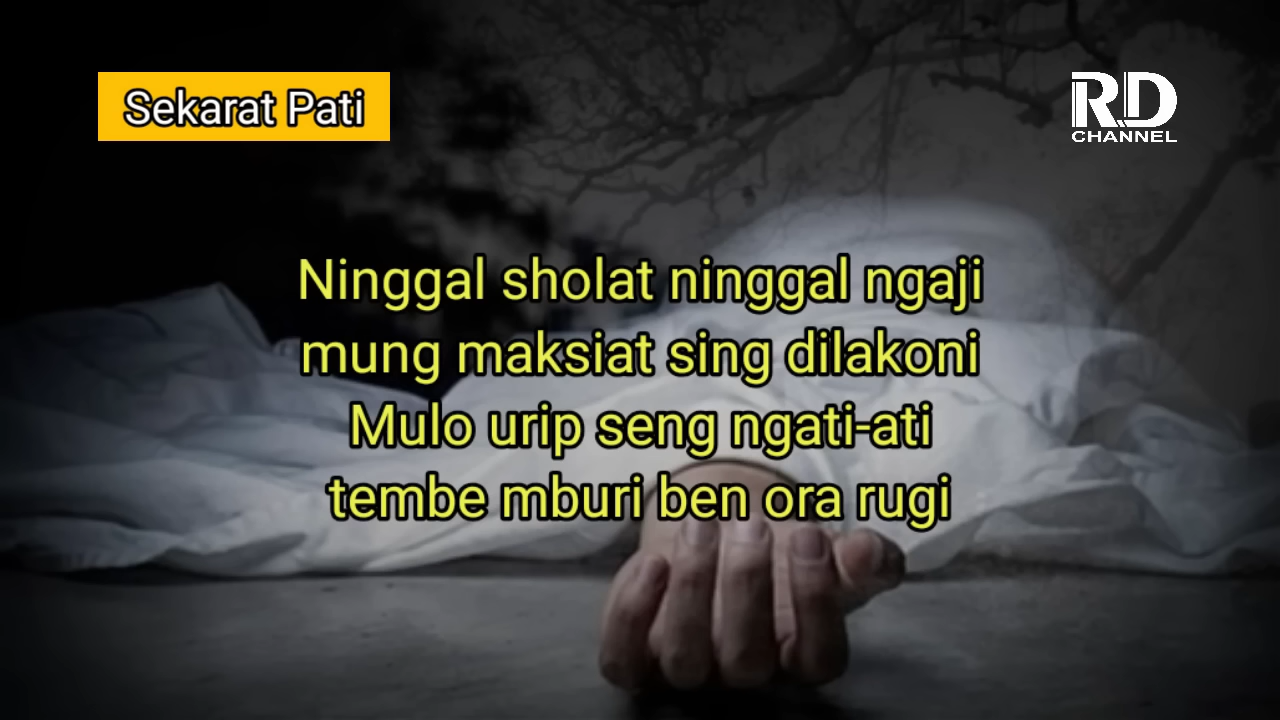 Sekarat Pati
RD
CHANNEL
Ninggal sholat ninggal ngaji
mung maksiat sing dilakoni
Mulo urip seng ngati-ati
tembe mburi ben ora rugi